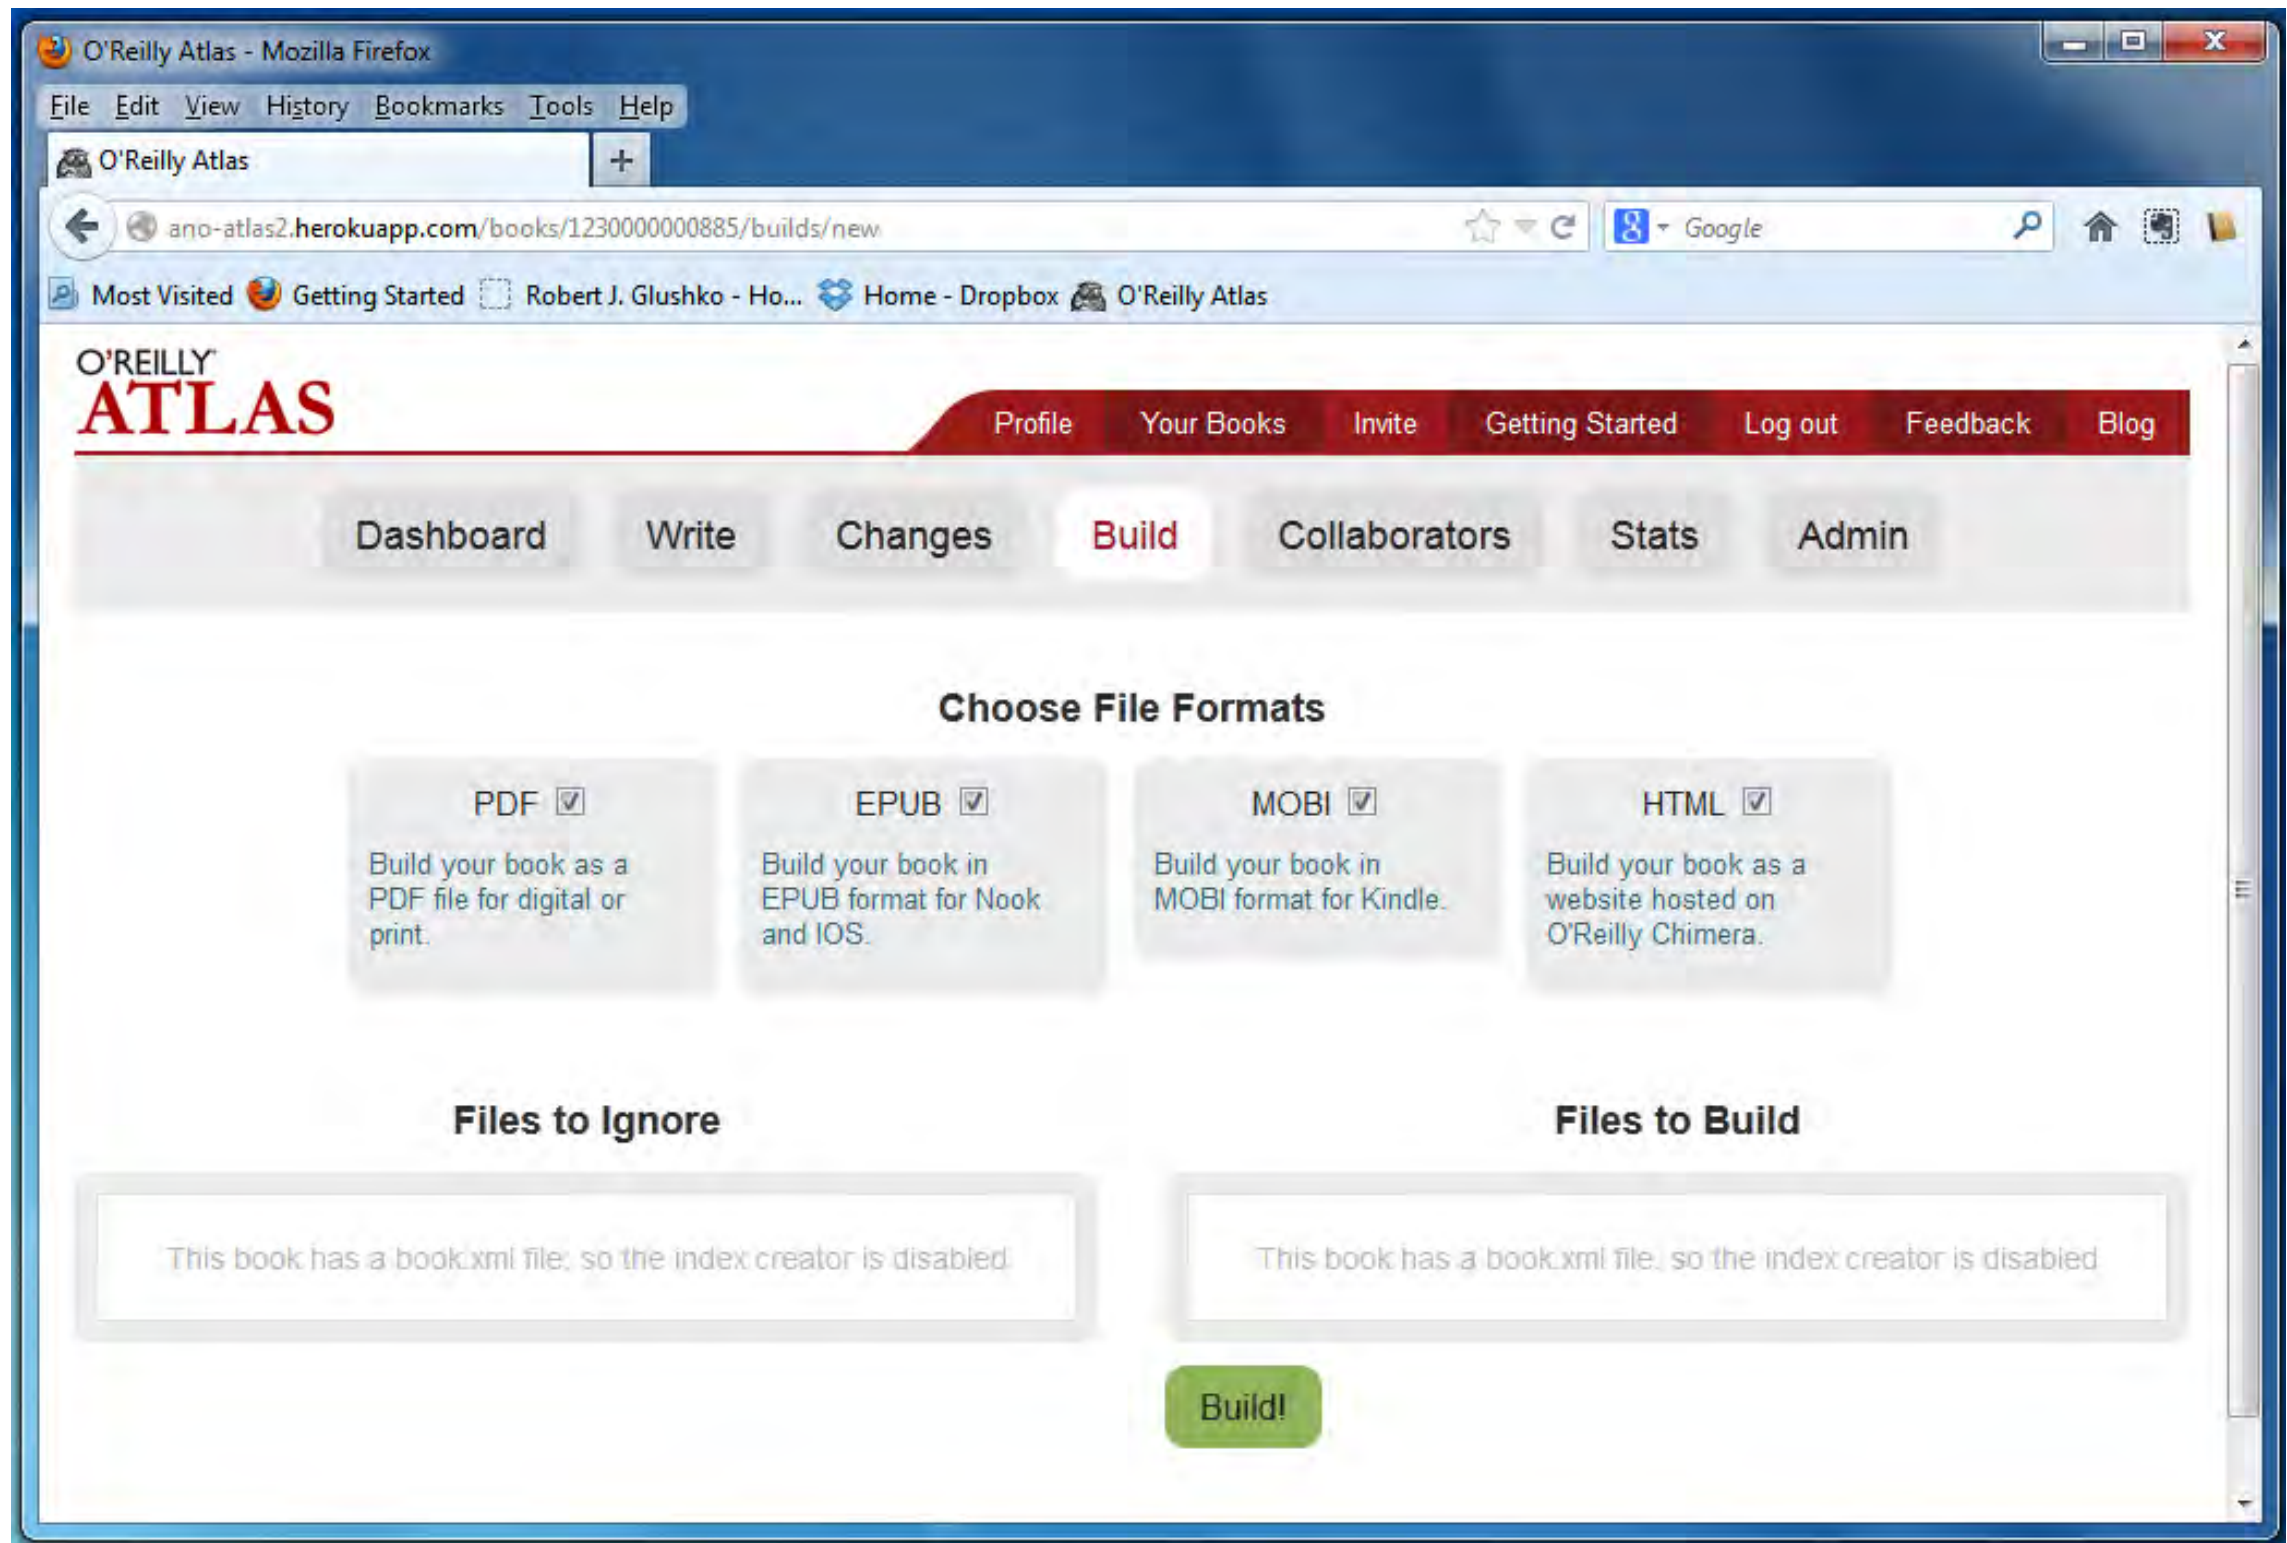 O'Reilly Atlas - Mozilla Firefox
File Edit View History Bookmarks Tools Help
O'Reilly Atlas +
ano-atlas2.herokuapp.com/books/1230000000885/builds/new Google
Most Visited Getting Started Robert J. Glushko - Ho... Home - Dropbox O'Reilly Atlas
O'REILLY
ATLAS
Profile Your Books Invite Getting Started Log out Feedback Blog
Dashboard Write Changes Build Collaborators Stats Admin
Choose File Formats
PDF
Build your book as a
PDF file for digital or
print.
EPUB
Build your book in
EPUB format for Nook
and IOS.
MOBI
Build your book in
MOBI format for Kindle.
HTML
Build your book as a
website hosted on
O'Reilly Chimera.
Files to Ignore
This book has a book.xml file, so the index creator is disabled.
Files to Build
This book has a book.xml file, so the index creator is disabled.
Build!